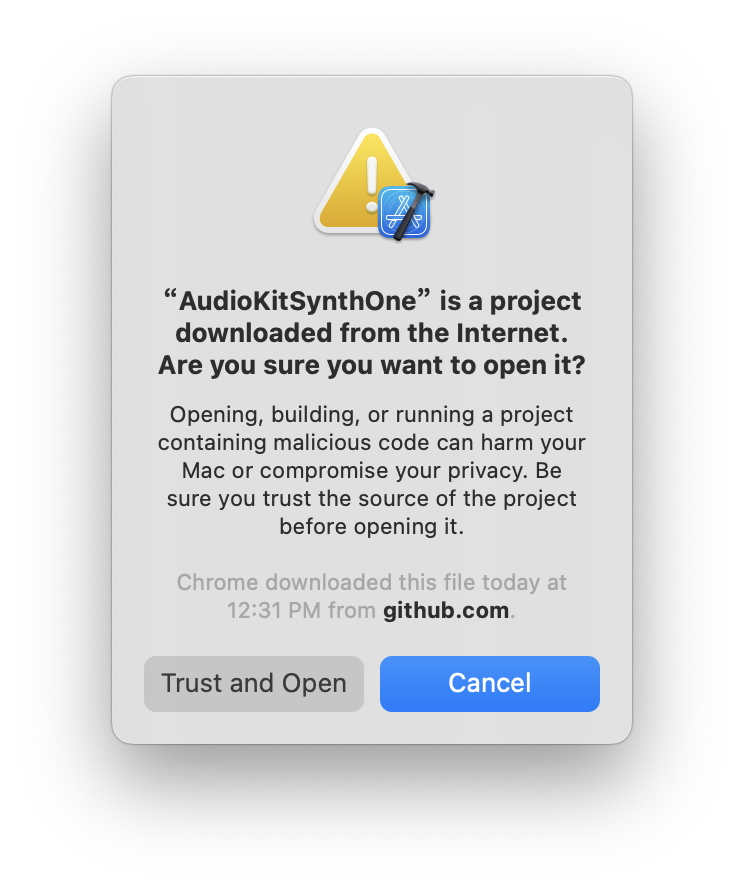 “AudioKitSynthOne” is a project
downloaded from the Internet.
Are you sure you want to open it?
Opening, building, or running a project
containing malicious code can harm your
Mac or compromise your privacy. Be
sure you trust the source of the project
before opening it.
Chrome downloaded this file today at
12:31 PM from github.com.
Trust and Open
Cancel